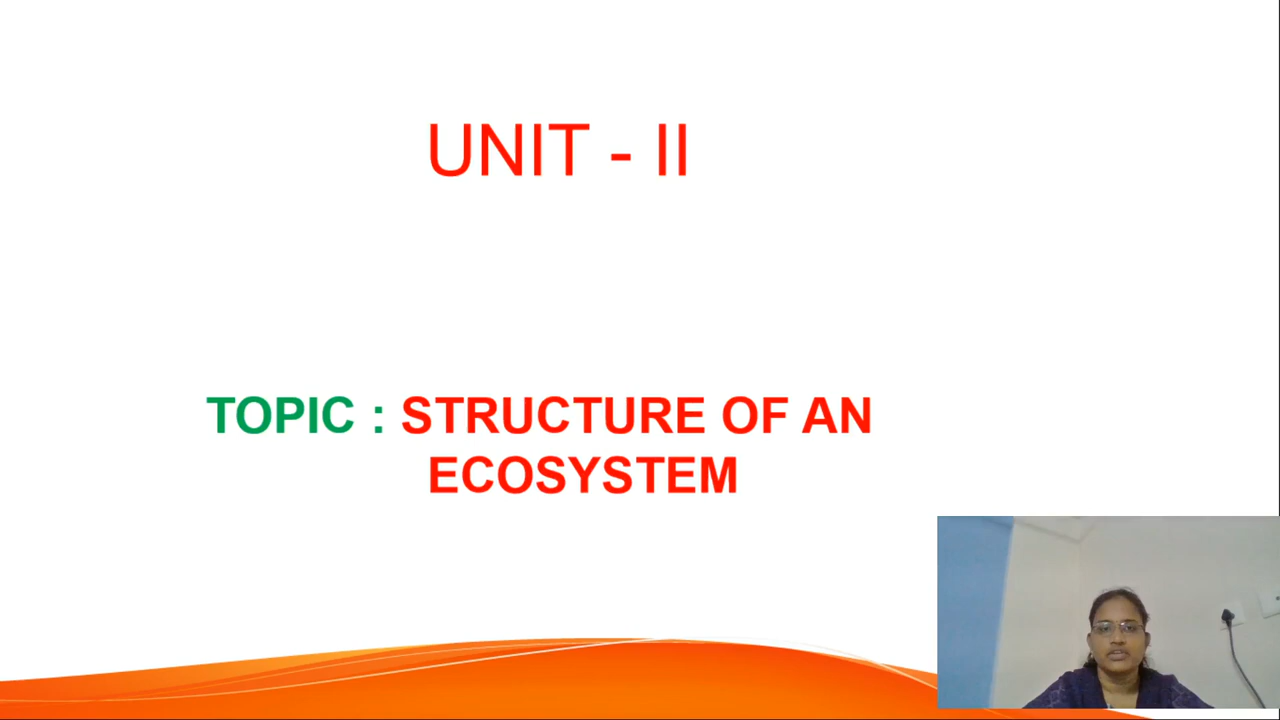 UNIT - II
TOPIC : STRUCTURE OF AN
ECOSYSTEM